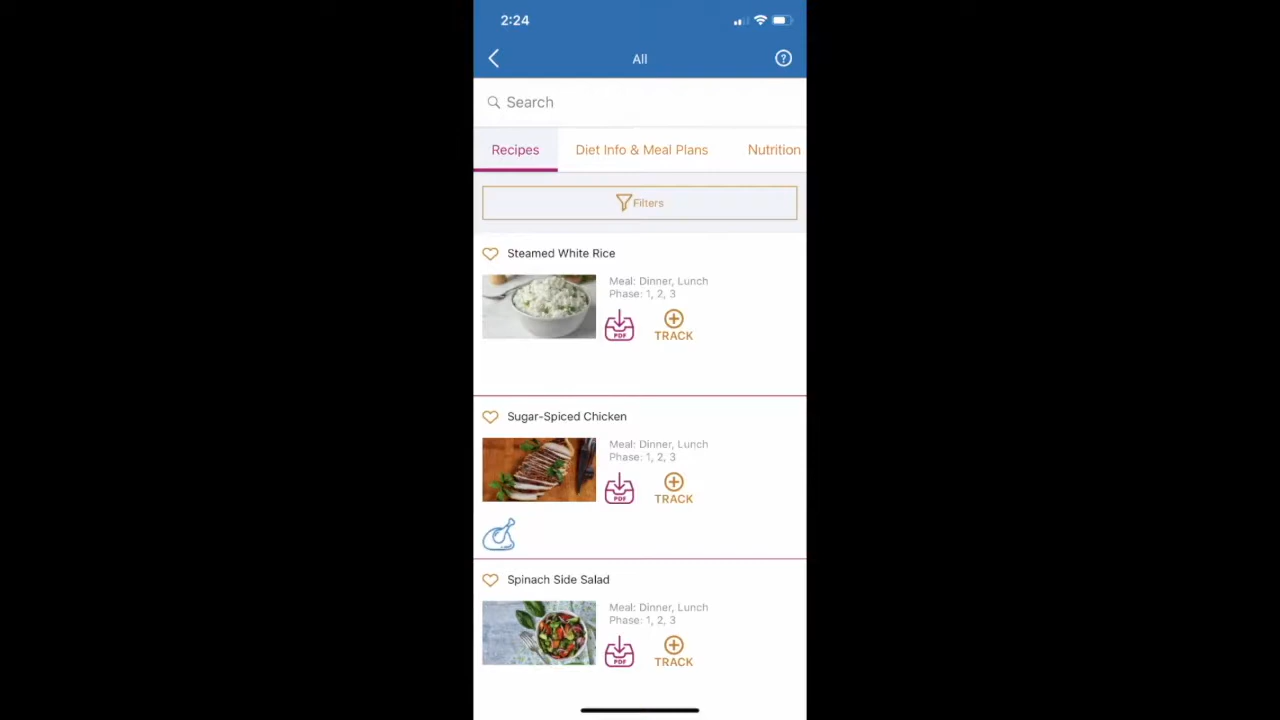 2:24
All
Search
Recipes
Diet Info & Meal Plans
Nutrition
Filters
Steamed White Rice
Meal: Dinner, Lunch
Phase: 1, 2, 3
PDF
TRACK
Sugar-Spiced Chicken
Meal: Dinner, Lunch
Phase: 1, 2, 3
PDF
TRACK
Spinach Side Salad
Meal: Dinner, Lunch
Phase: 1, 2, 3
PDF
TRACK